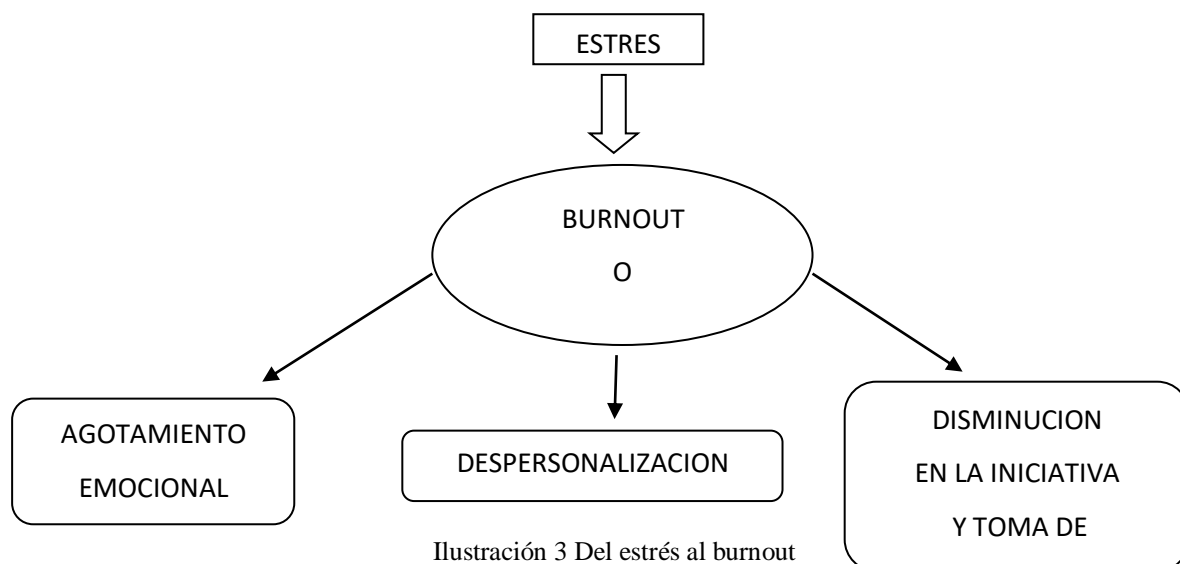 ESTRES
BURNOUT
O
AGOTAMIENTO
EMOCIONAL
DESPERSONALIZACION
DISMINUCION
EN LA INICIATIVA
Y TOMA DE
Ilustración 3 Del estrés al burnout